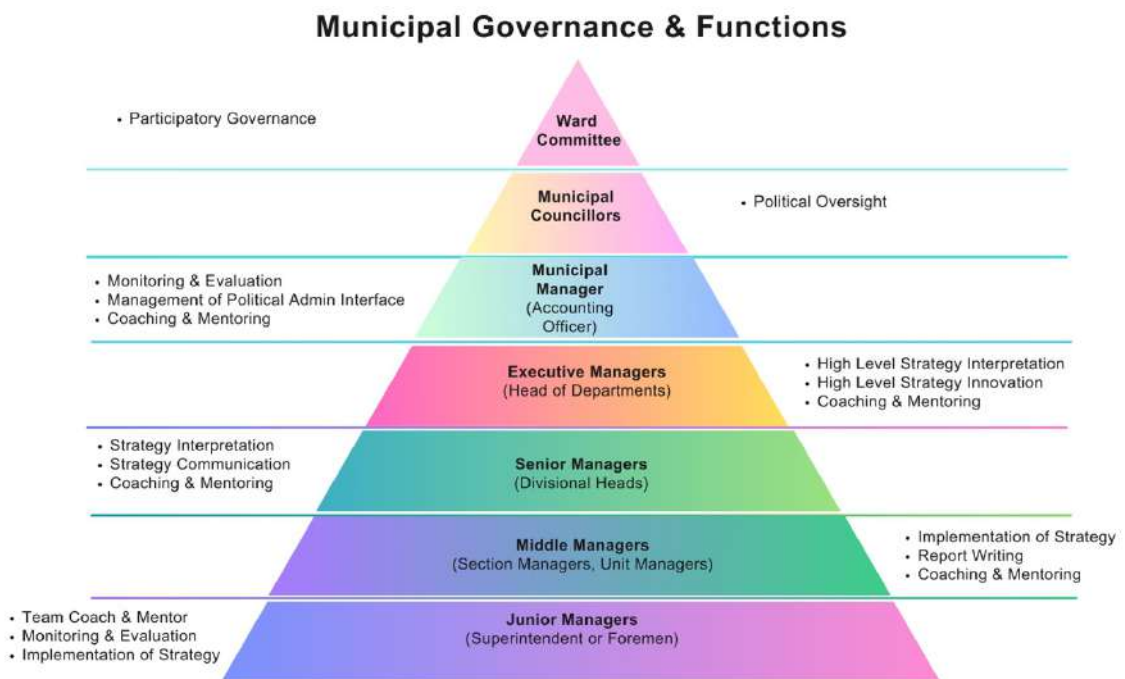 Municipal Governance & Functions
• Participatory Governance
Ward
Committee
Municipal
Councillors
• Political Oversight
• Monitoring & Evaluation
• Management of Political Admin Interface
• Coaching & Mentoring
Municipal
Manager
(Accounting
Officer)
Executive Managers
(Head of Departments)
• High Level Strategy Interpretation
• High Level Strategy Innovation
• Coaching & Mentoring
• Strategy Interpretation
• Strategy Communication
• Coaching & Mentoring
Senior Managers
(Divisional Heads)
Middle Managers
(Section Managers, Unit Managers)
• Implementation of Strategy
• Report Writing
• Coaching & Mentoring
• Team Coach & Mentor
• Monitoring & Evaluation
• Implementation of Strategy
Junior Managers
(Superintendent or Foremen)